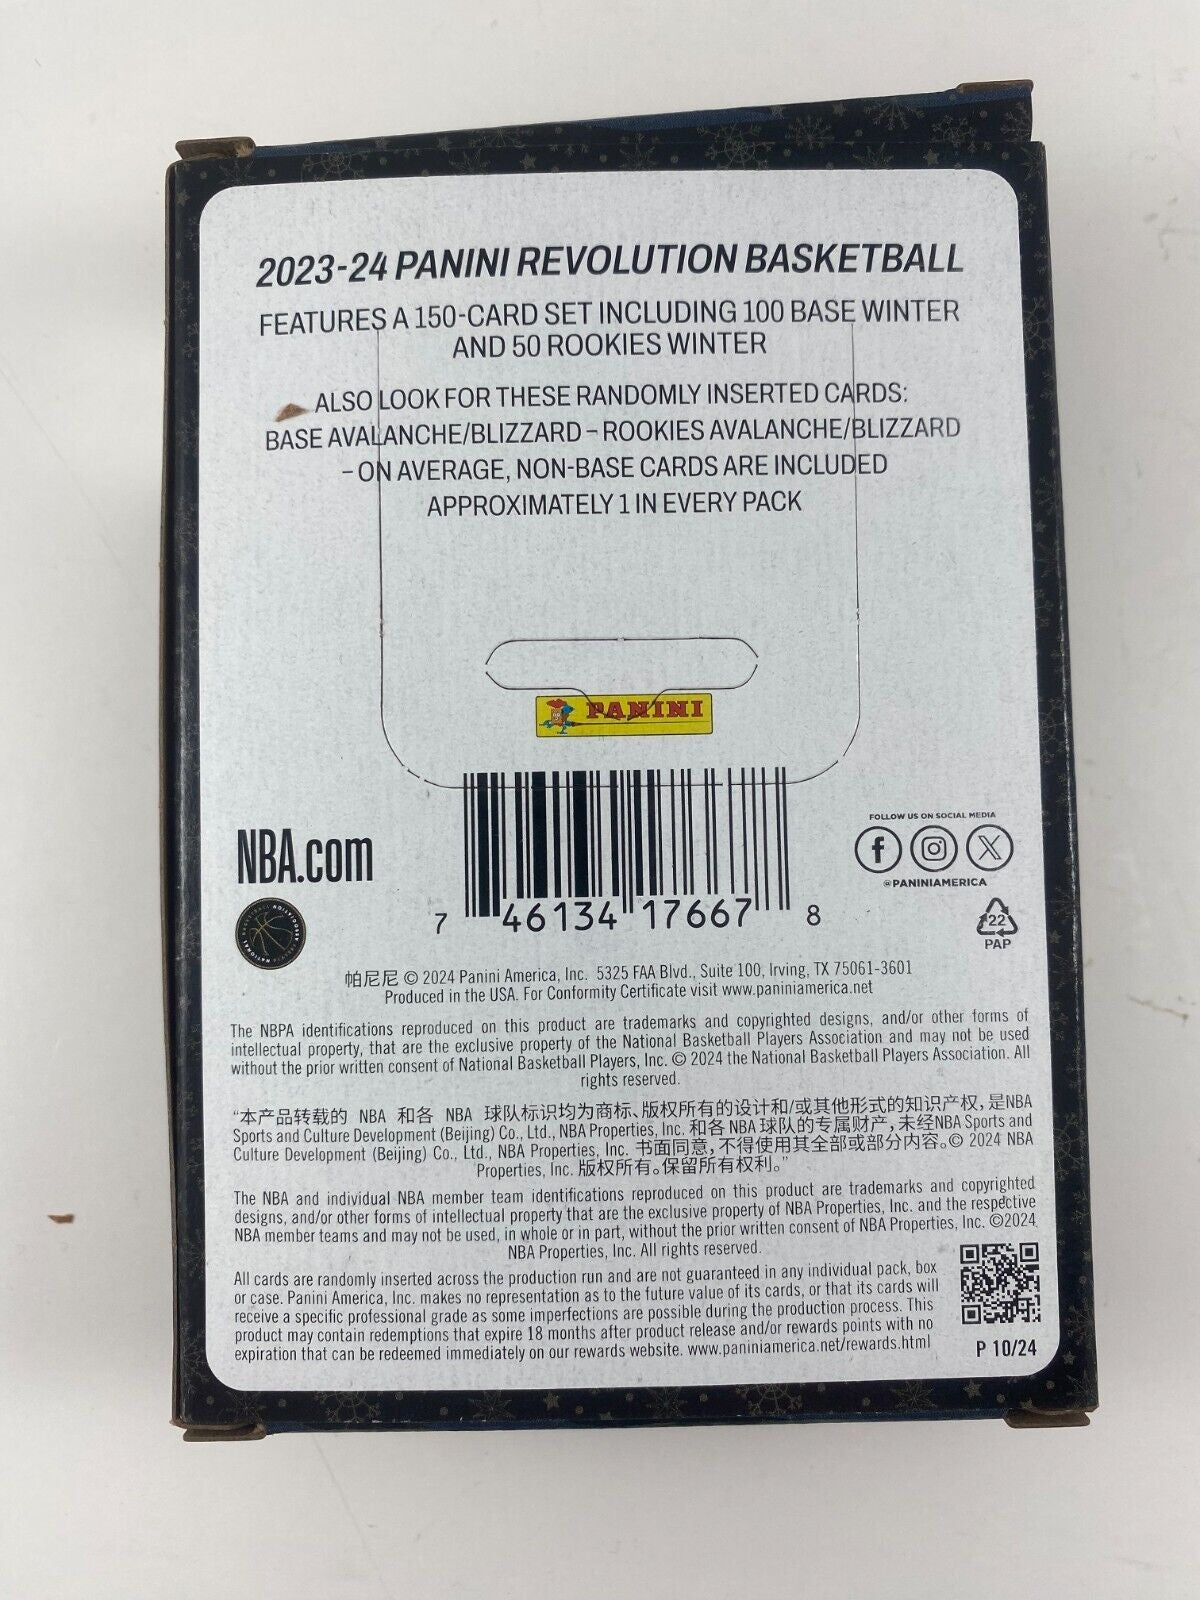 2023-24 PANINI REVOLUTION BASKETBALL
FEATURES A 150-CARD SET INCLUDING 100 BASE WINTER
AND 50 ROOKIES WINTER
ALSO LOOK FOR THESE RANDOMLY INSERTED CARDS:
BASE AVALANCHE/BLIZZARD – ROOKIES AVALANCHE/BLIZZARD
– ON AVERAGE, NON-BASE CARDS ARE INCLUDED
APPROXIMATELY 1 IN EVERY PACK
PANINI
NBA.com
7 46134 17667 8
FOLLOW US ON SOCIAL MEDIA
@PANINIAMERICA
22
PAP
帕尼尼 © 2024 Panini America, Inc. 5325 FAA Blvd., Suite 100, Irving, TX 75061-3601
Produced in the USA. For Conformity Certificate visit www.paniniamerica.net
The NBPA identifications reproduced on this product are trademarks and copyrighted designs, and/or other forms of
intellectual property, that are the exclusive property of the National Basketball Players Association and may not be used
without the prior written consent of National Basketball Players, Inc. © 2024 the National Basketball Players Association. All
rights reserved.
“本产品转载的 NBA 和各 NBA 球队标识均为商标、版权所有的设计和/或其他形式的知识产权, 是NBA
Sports and Culture Development (Beijing) Co., Ltd., NBA Properties, Inc. 和各 NBA 球队的专属财产, 未经NBA Sports and
Culture Development (Beijing) Co., Ltd., NBA Properties, Inc. 书面同意, 不得使用其全部或部分内容。© 2024 NBA
Properties, Inc. 版权所有。保留所有权利。”
The NBA and individual NBA member team identifications reproduced on this product are trademarks and copyrighted
designs, and/or other forms of intellectual property that are the exclusive property of NBA Properties, Inc. and the respective
NBA member teams and may not be used, in whole or in part, without the prior written consent of NBA Properties, Inc. ©2024
NBA Properties, Inc. All rights reserved.
All cards are randomly inserted across the production run and are not guaranteed in any individual pack, box
or case. Panini America, Inc. makes no representation as to the future value of its cards, or that its cards will
receive a specific professional grade as some imperfections are possible during the production process. This
product may contain redemptions that expire 18 months after product release and/or rewards points with no
expiration that can be redeemed immediately on our rewards website. www.paniniamerica.net/rewards.html
P 10/24